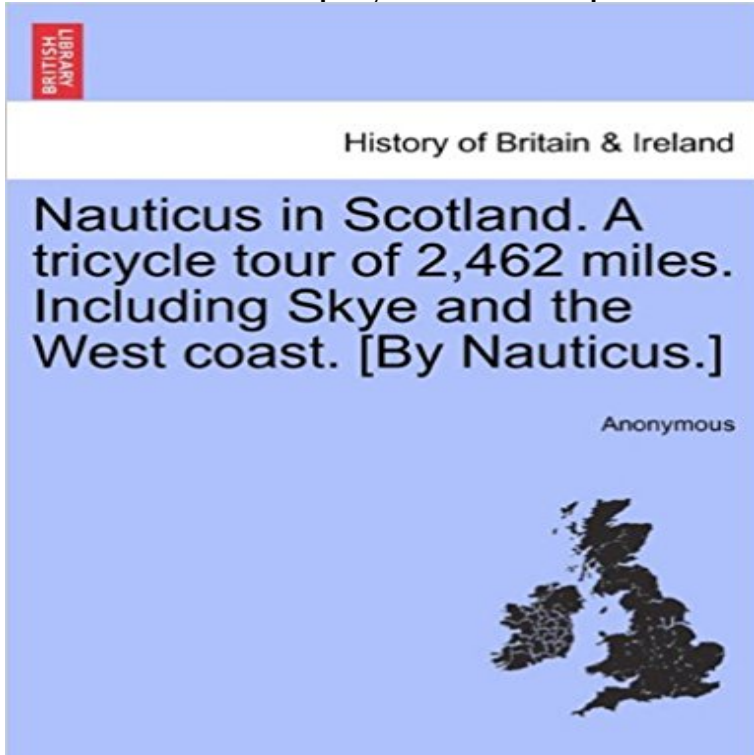 BRITISH
LIBRARY
History of Britain & Ireland
Nauticus in Scotland. A
tricycle tour of 2,462 miles.
Including Skye and the
West coast. [By Nauticus.]
Anonymous